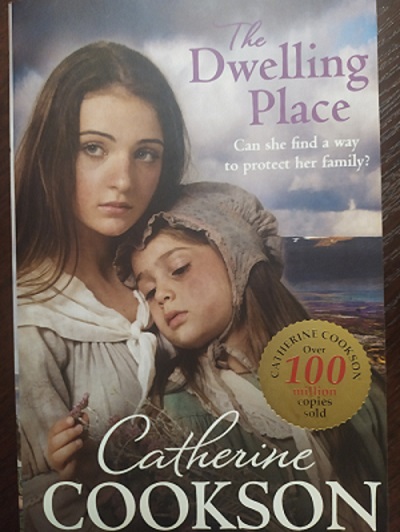 The
Dwelling
Place
Can she find a way
to protect her family?
CATHERINE COOKSON
Over
100
million
copies
sold
Catherine
COOKSON